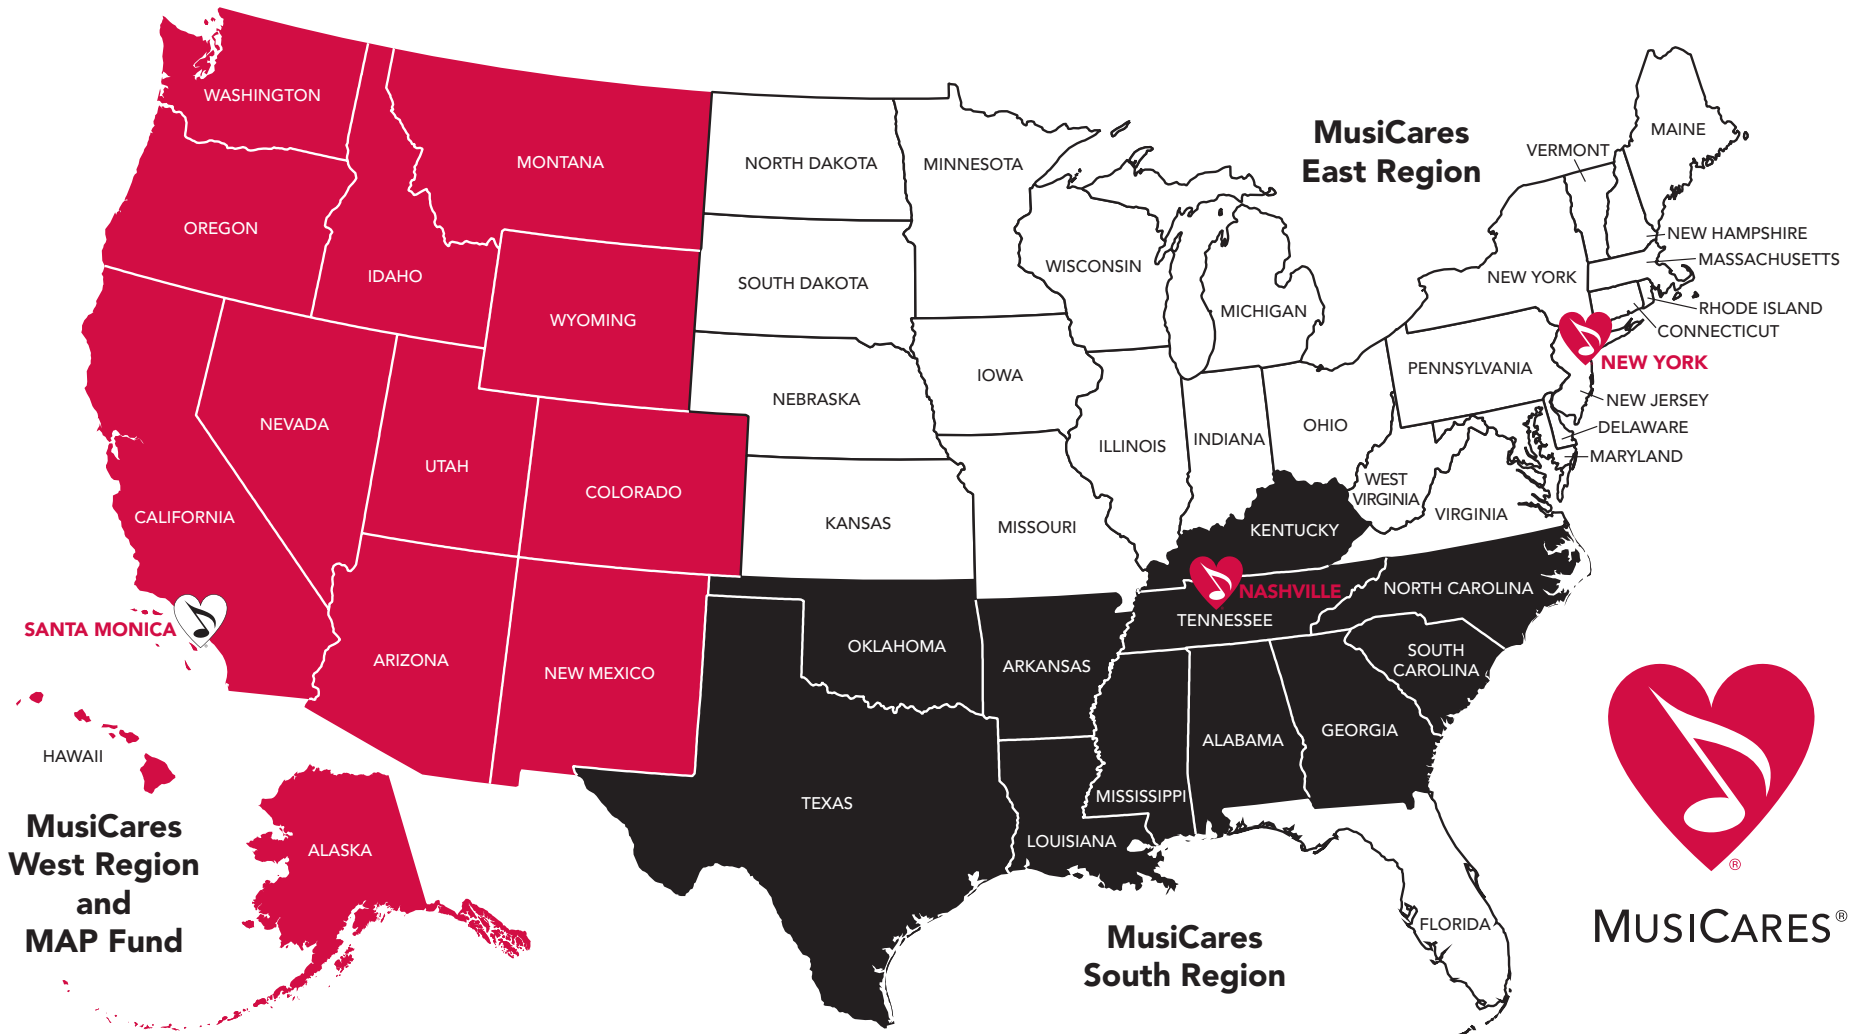 WASHINGTON
MONTANA
OREGON
IDAHO
WYOMING
NEVADA
UTAH
COLORADO
CALIFORNIA
SANTA MONICA
®
ARIZONA
NEW MEXICO
HAWAII
ALASKA
MusiCares
West Region
and
MAP Fund
NORTH DAKOTA
MINNESOTA
SOUTH DAKOTA
WISCONSIN
MICHIGAN
NEBRASKA
IOWA
ILLINOIS
INDIANA
OHIO
KANSAS
MISSOURI
MusiCares
East Region
MAINE
VERMONT
NEW HAMPSHIRE
MASSACHUSETTS
NEW YORK
RHODE ISLAND
CONNECTICUT
NEW YORK
PENNSYLVANIA
NEW JERSEY
DELAWARE
MARYLAND
WEST
VIRGINIA
VIRGINIA
KENTUCKY
NASHVILLE
TENNESSEE
NORTH CAROLINA
SOUTH
CAROLINA
OKLAHOMA
ARKANSAS
TEXAS
LOUISIANA
MISSISSIPPI
ALABAMA
GEORGIA
FLORIDA
MusiCares
South Region
®
MUSICARES®